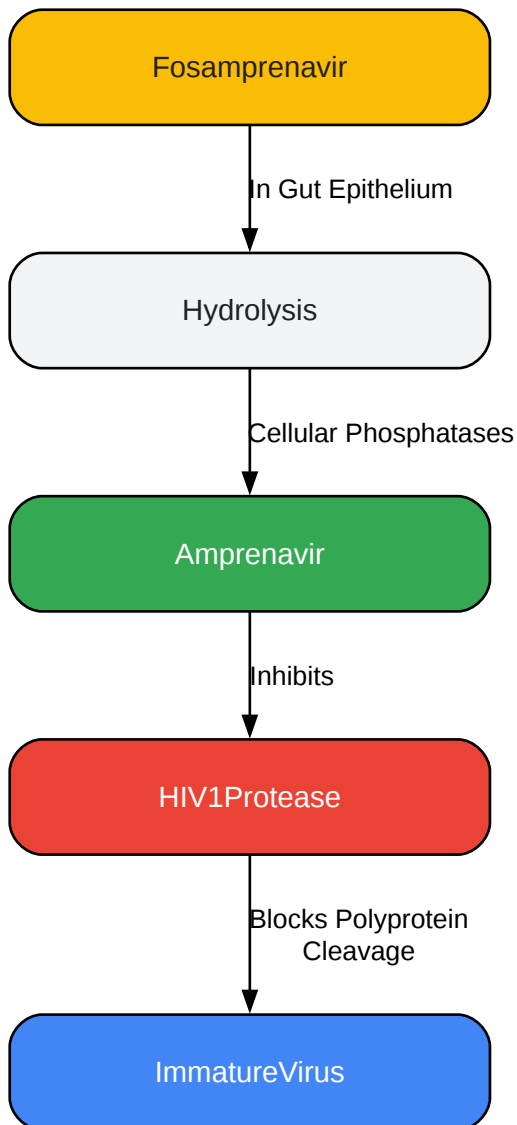 Fosamprenavir
In Gut Epithelium
Hydrolysis
Cellular Phosphatases
Amprenavir
Inhibits
HIV1Protease
Blocks Polyprotein
Cleavage
ImmatureVirus